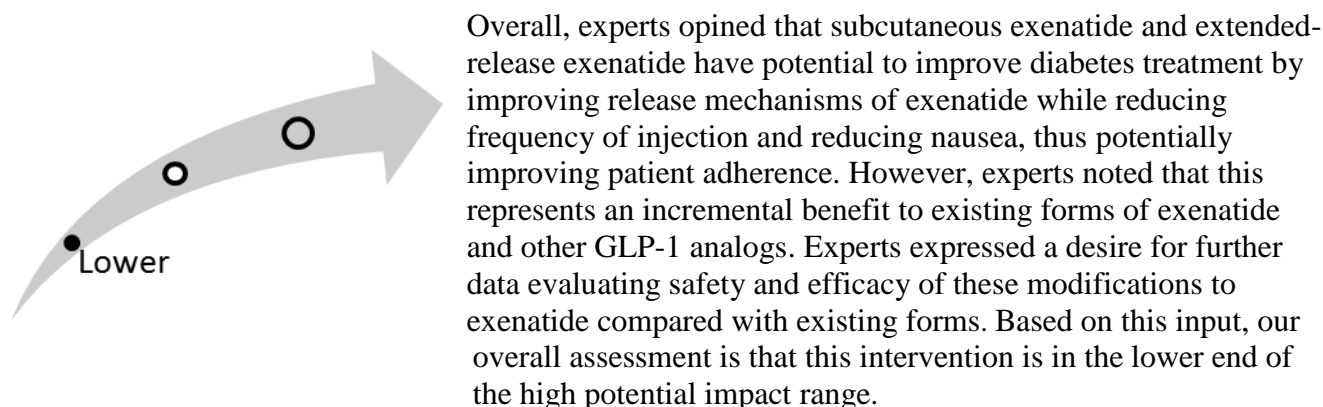 Overall, experts opined that subcutaneous exenatide and extended-
release exenatide have potential to improve diabetes treatment by
improving release mechanisms of exenatide while reducing
frequency of injection and reducing nausea, thus potentially
improving patient adherence. However, experts noted that this
represents an incremental benefit to existing forms of exenatide
and other GLP-1 analogs. Experts expressed a desire for further
data evaluating safety and efficacy of these modifications to
exenatide compared with existing forms. Based on this input, our
overall assessment is that this intervention is in the lower end of
the high potential impact range.
Lower